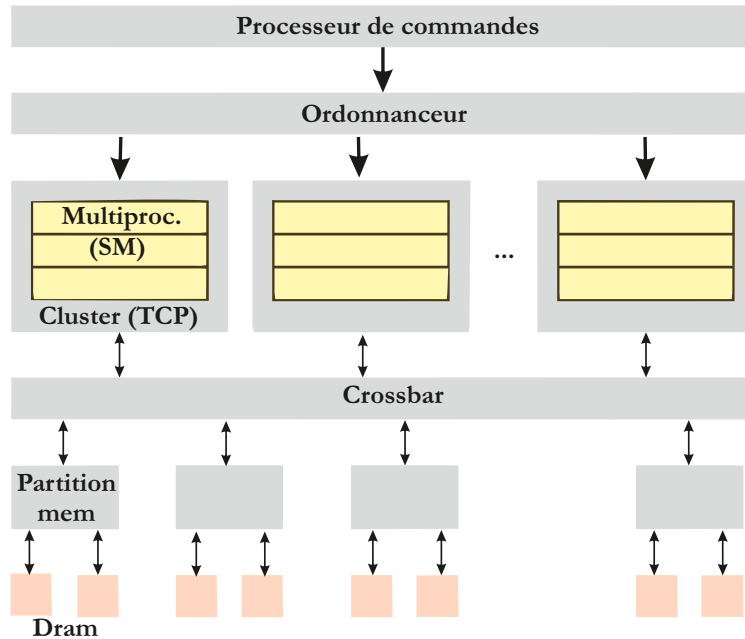 Processeur de commandes
Ordonnanceur
Multiproc.
(SM)
...
Cluster (TCP)
Crossbar
Partition
mem
Dram